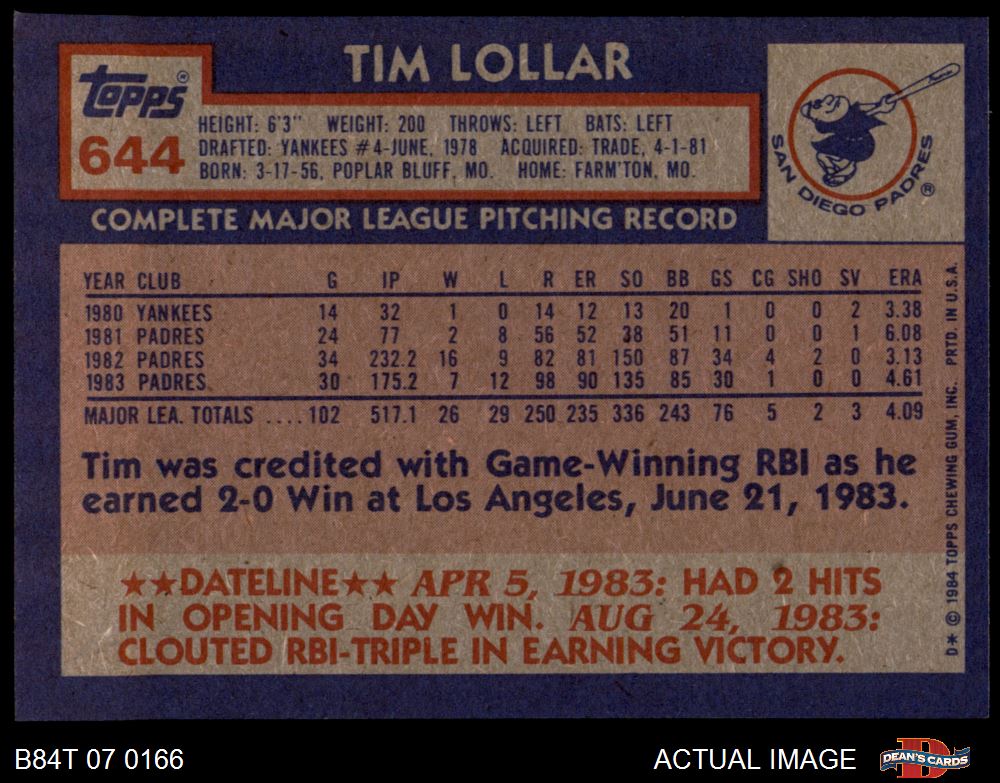 TIM LOLLAR
Topps®
644
HEIGHT: 6'3" WEIGHT: 200 THROWS: LEFT BATS: LEFT
DRAFTED: YANKEES #4-JUNE, 1978 ACQUIRED: TRADE, 4-1-81
BORN: 3-17-56, POPLAR BLUFF, MO. HOME: FARM'TON, MO.
SAN DIEGO PADRES ®
COMPLETE MAJOR LEAGUE PITCHING RECORD
YEAR CLUB G IP W L R ER SO BB GS CG SHO SV ERA
1980 YANKEES 14 32 1 0 14 12 13 20 1 0 0 2 3.38
1981 PADRES 24 77 2 8 56 52 38 51 11 0 0 1 6.08
1982 PADRES 34 232.2 16 9 82 81 150 87 34 4 2 0 3.13
1983 PADRES 30 175.2 7 12 98 90 135 85 30 1 0 0 4.61
MAJOR LEA. TOTALS ....102 517.1 26 29 250 235 336 243 76 5 2 3 4.09
Tim was credited with Game-Winning RBI as he
earned 2-0 Win at Los Angeles, June 21, 1983.
★★DATELINE★★ APR 5, 1983: HAD 2 HITS
IN OPENING DAY WIN. AUG 24, 1983:
CLOUTED RBI-TRIPLE IN EARNING VICTORY.
D* © 1984 TOPPS CHEWING GUM, INC. PRTD. IN U.S.A.
B84T 07 0166
ACTUAL IMAGE
DEAN'S CARDS